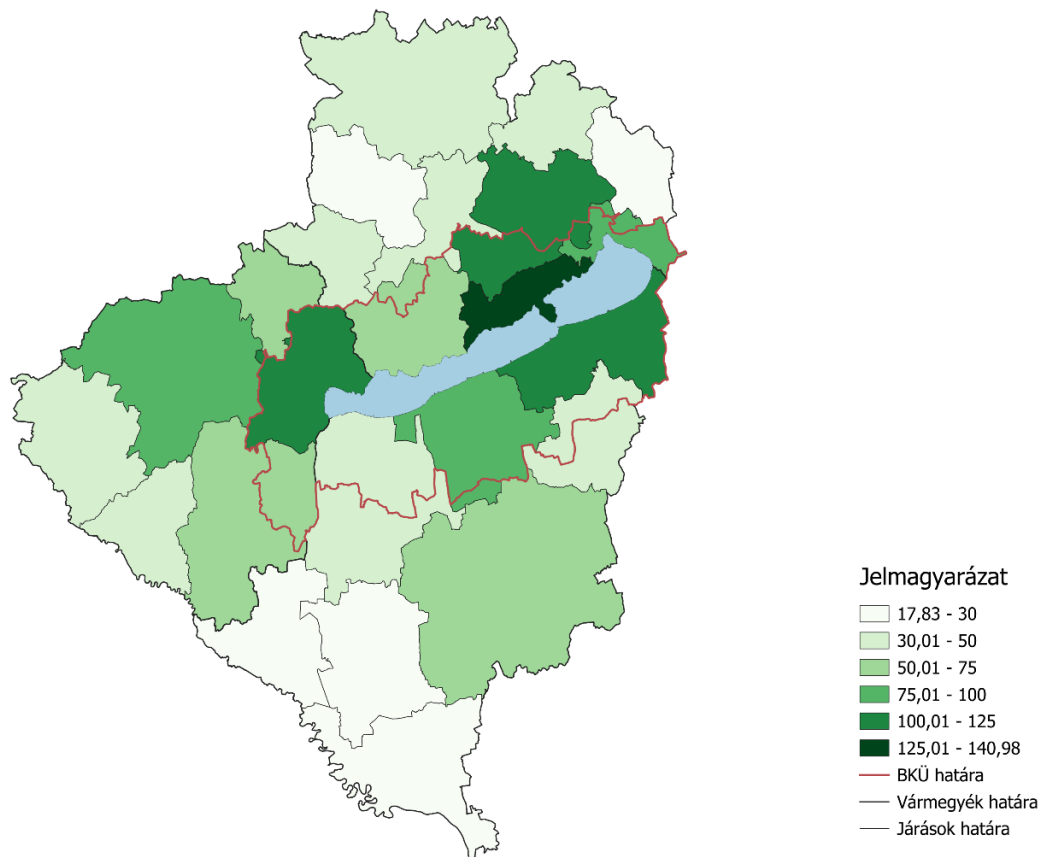 Jelmagyarázat
17,83 - 30
30,01 - 50
50,01 - 75
75,01 - 100
100,01 - 125
125,01 - 140,98
BKÜ határa
Vármegyék határa
Járások határa